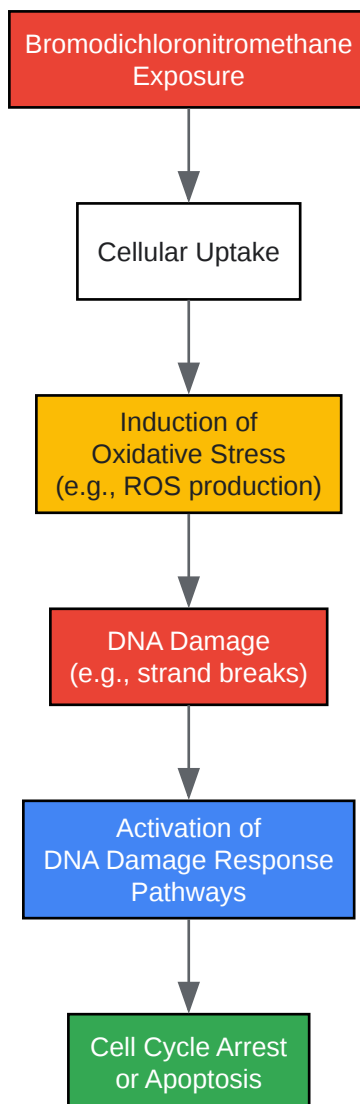 Bromodichloronitromethane
Exposure
Cellular Uptake
Induction of
Oxidative Stress
(e.g., ROS production)
DNA Damage
(e.g., strand breaks)
Activation of
DNA Damage Response
Pathways
Cell Cycle Arrest
or Apoptosis